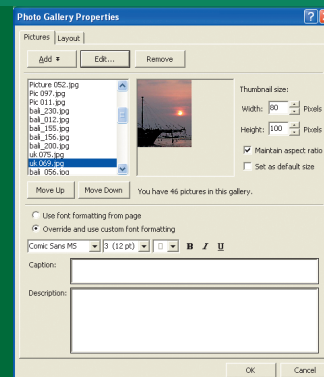 Photo Gallery Properties
Pictures Layout
Add Edit... Remove
Picture 052.jpg
Pic 097.jpg
Pic 011.jpg
bali_230.jpg
bali_012.jpg
bali_155.jpg
bali_156.jpg
bali_200.jpg
uk 075.jpg
uk 069.jpg
bali 056.jpg
Thumbnail size:
Width: 80 Pixels
Height: 100 Pixels
Maintain aspect ratio
Set as default size
Move Up Move Down You have 46 pictures in this gallery.
Use font formatting from page
Override and use custom font formatting
Comic Sans MS 3 (12 pt) B I U
Caption:
Description:
OK Cancel